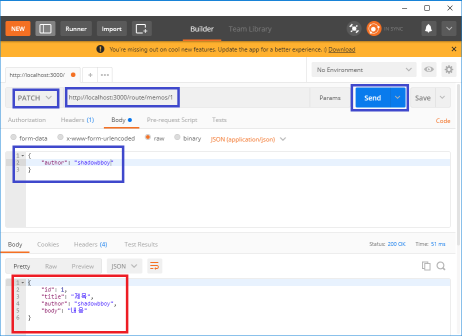 NEW Runner Import Builder Team Library IN SYNC
You're missing out on cool new features. Update the app for a better experience. | Download
http://localhost:3000/ + ••• No Environment
PATCH http://localhost:3000/route/memos/1 Params Send Save
Authorization Headers (1) Body Pre-request Script Tests Code
form-data x-www-form-urlencoded raw binary JSON (application/json)
1 {
2 "author": "shadowbboy"
3 }
Body Cookies Headers (4) Test Results Status: 200 OK Time: 51 ms
Pretty Raw Preview JSON
1 {
2 "id": 1,
3 "title": "제목",
4 "author": "shadowbboy",
5 "body": "내용"
6 }